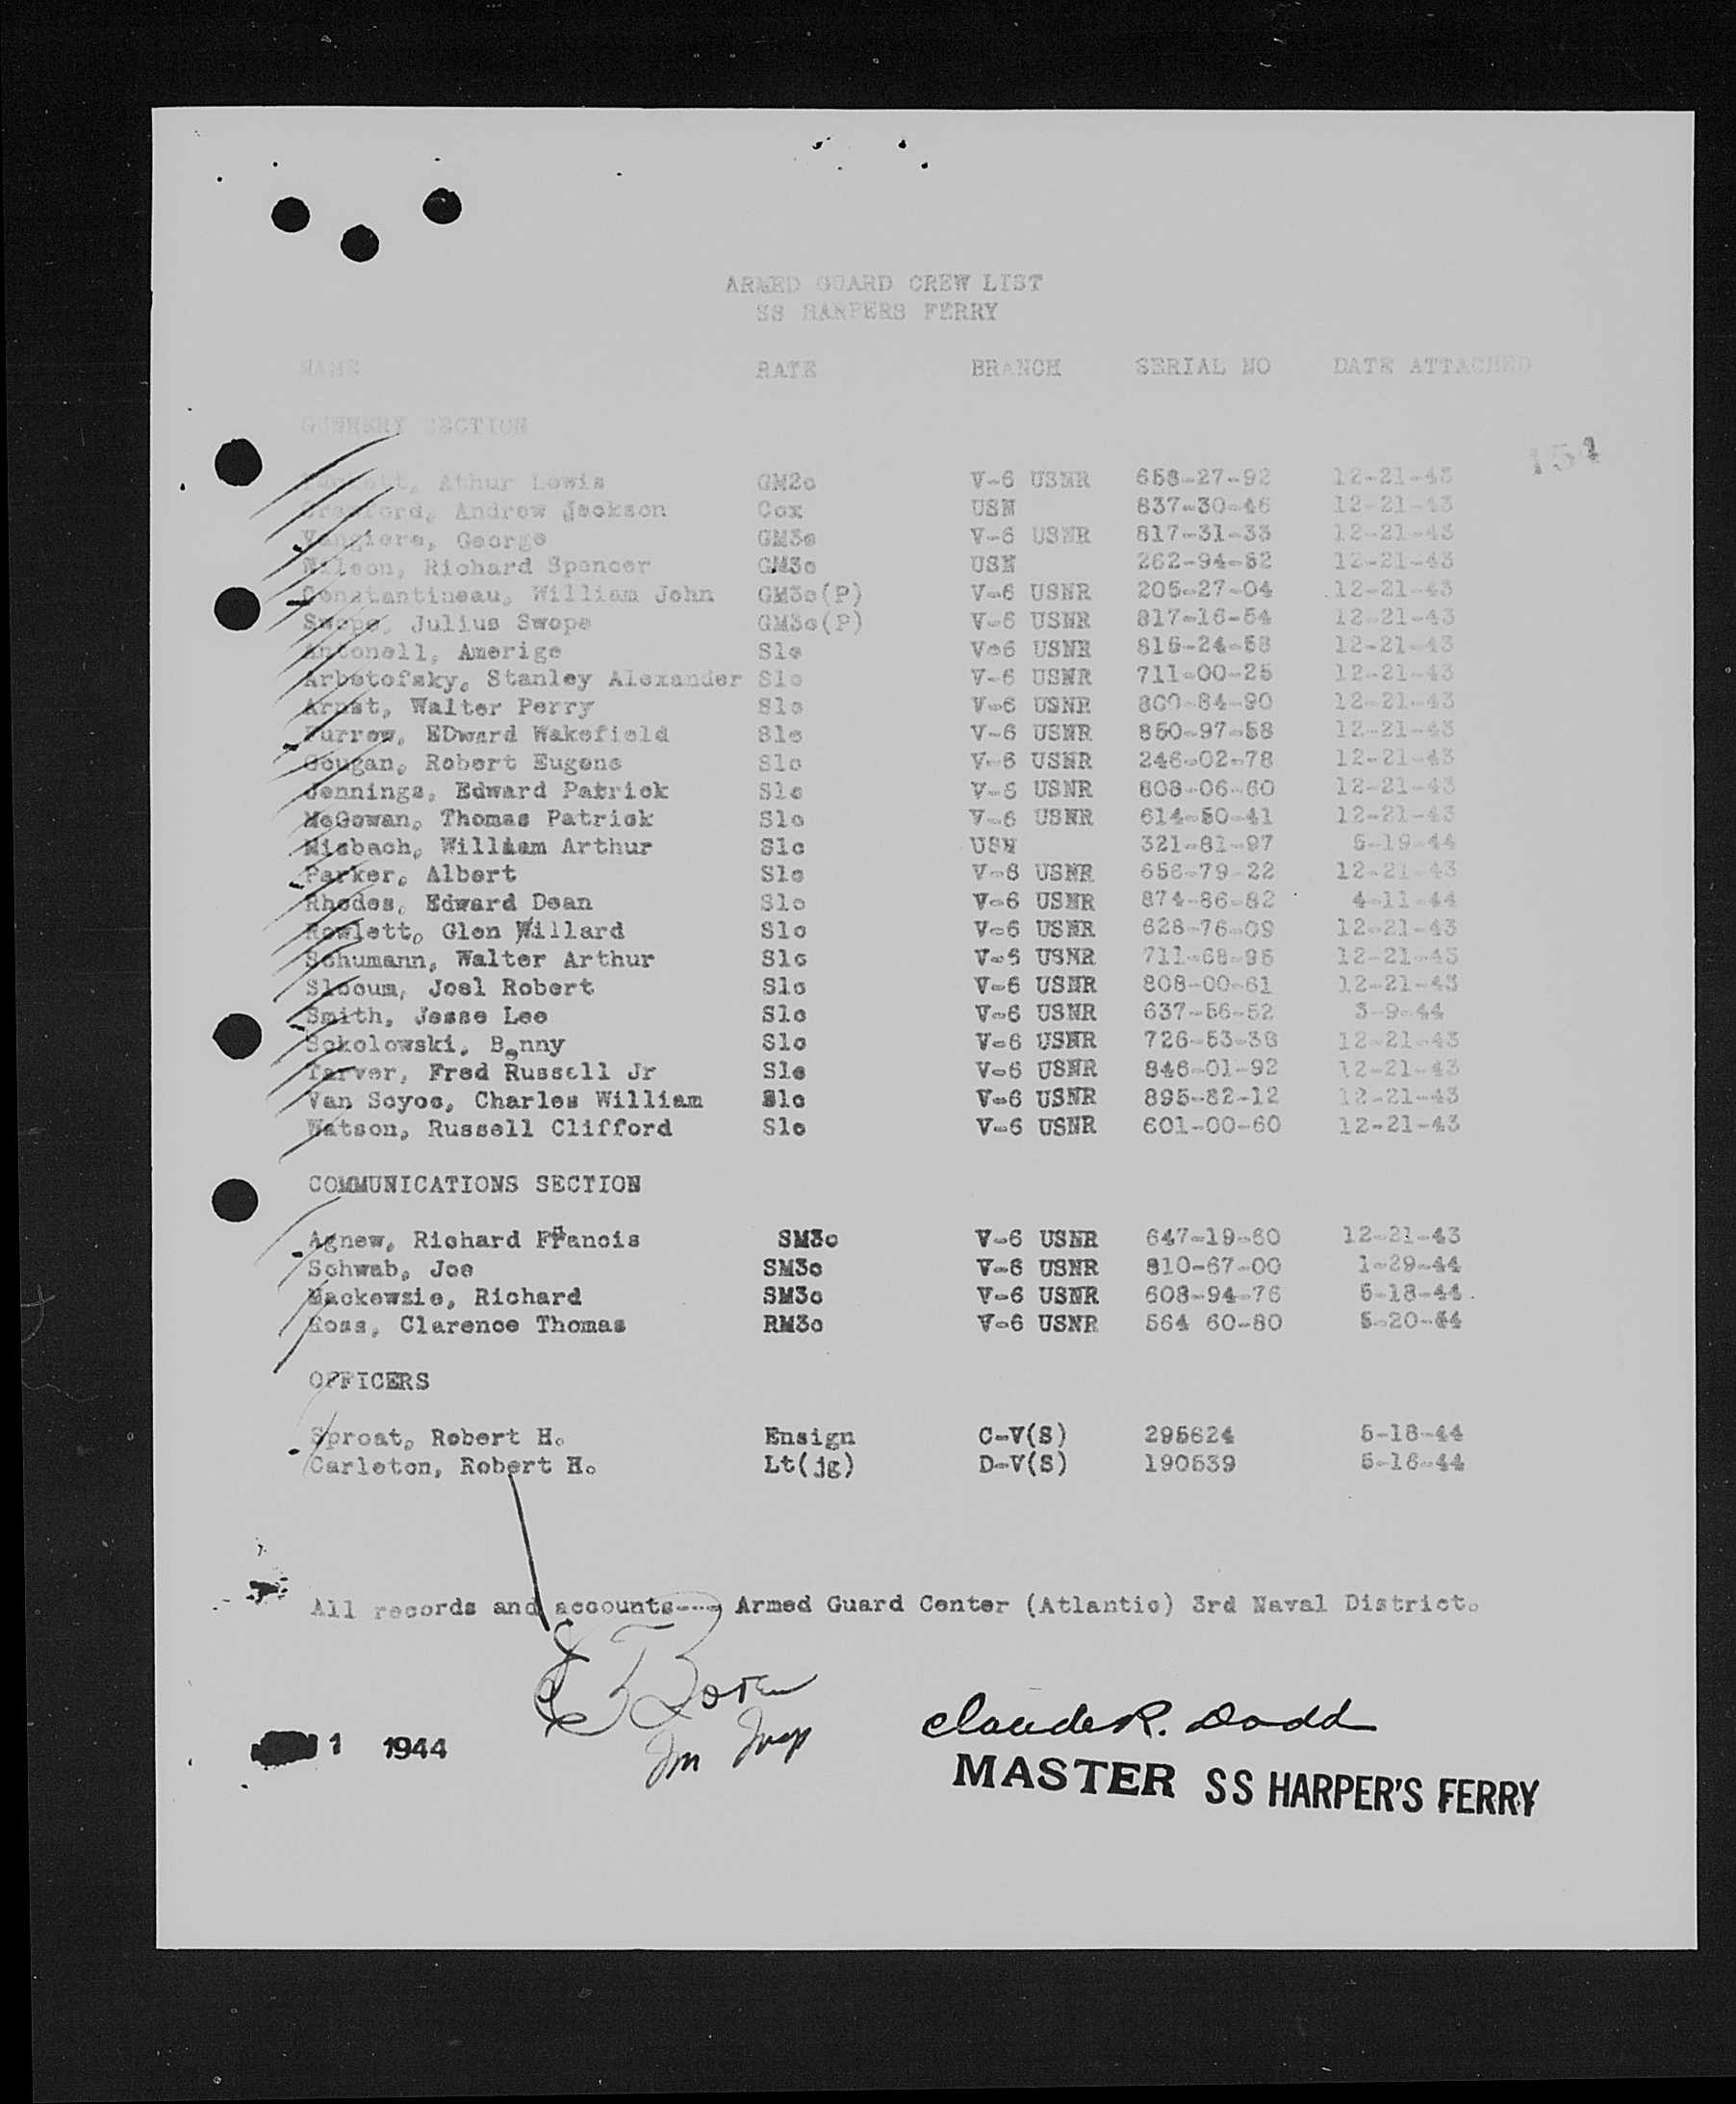 ARMED GUARD CREW LIST
SS HARPERS FERRY
NAME RATE BRANCH SERIAL NO DATE ATTACHED
GUNNERY SECTION
154
Athur Lewis GM2c V-6 USNR 658-27-92 12-21-43
Crawford, Andrew Jackson Cox USN 837-30-46 12-21-43
George GM3c V-6 USNR 817-31-33 12-21-43
Wilson, Richard Spencer GM3c USN 262-94-52 12-21-43
Constantineau, William John GM3c(P) V-6 USNR 205-27-04 12-21-43
Swope, Julius Swope GM3c(P) V-6 USNR 817-16-54 12-21-43
Antonell, Amerige S1c V-6 USNR 815-24-58 12-21-43
Arbetofsky, Stanley Alexander S1c V-6 USNR 711-00-25 12-21-43
Arnst, Walter Perry S1c V-6 USNR 800-84-90 12-21-43
Furrow, EDward Wakefield S1c V-6 USNR 850-97-58 12-21-43
Gougan, Robert Eugene S1c V-6 USNR 246-02-78 12-21-43
Jennings, Edward Patrick S1c V-6 USNR 808-06-60 12-21-43
McGowan, Thomas Patrick S1c V-6 USNR 614-50-41 12-21-43
Misbach, William Arthur S1c USN 321-81-97 5-19-44
Parker, Albert S1c V-6 USNR 656-79-22 12-21-43
Rhodes, Edward Dean S1c V-6 USNR 874-86-82 4-11-44
Rowlett, Glen Willard S1c V-6 USNR 628-76-09 12-21-43
Schumann, Walter Arthur S1c V-6 USNR 711-68-95 12-21-43
Slocum, Joel Robert S1c V-6 USNR 808-00-61 12-21-43
Smith, Jesse Lee S1c V-6 USNR 637-56-52 3-9-44
Sokolowski, Benny S1c V-6 USNR 726-53-38 12-21-43
Tarver, Fred Russell Jr S1c V-6 USNR 846-01-92 12-21-43
Van Scyoc, Charles William S1c V-6 USNR 895-82-12 12-21-43
Watson, Russell Clifford S1c V-6 USNR 601-00-60 12-21-43
COMMUNICATIONS SECTION
Agnew, Richard Francis SM3c V-6 USNR 647-19-60 12-21-43
Schwab, Joe SM3c V-6 USNR 810-67-00 1-29-44
Mackewzie, Richard SM3c V-6 USNR 608-94-76 5-18-44
Ross, Clarence Thomas RM3c V-6 USNR 564 60-80 5-20-44
OFFICERS
Sproat, Robert H. Ensign C-V(S) 295624 5-18-44
Carleton, Robert H. Lt(jg) D-V(S) 190539 5-16-44
All records and accounts---- Armed Guard Center (Atlantic) 3rd Naval District.
1 1944
Claude R. Dodd
MASTER SS HARPER'S FERRY